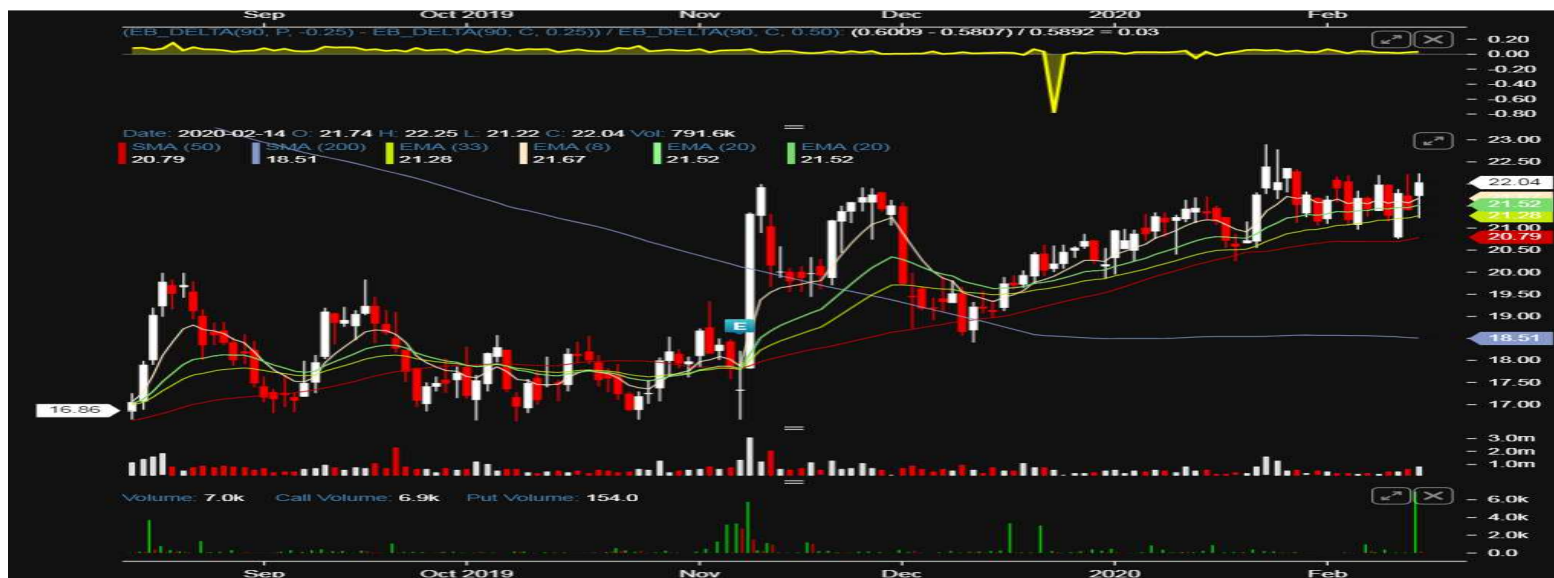 Sep Oct 2019 Nov Dec 2020 Feb
(EB_DELTA(90, P, -0.25) - EB_DELTA(90, C, 0.25)) / EB_DELTA(90, C, 0.50): (0.6009 - 0.5807) / 0.5892 = 0.03
0.20
0.00
-0.20
-0.40
-0.60
-0.80
Date: 2020-02-14 O: 21.74 H: 22.25 L: 21.22 C: 22.04 Vol: 791.6k
SMA (50) SMA (200) EMA (33) EMA (8) EMA (20) EMA (20)
20.79 18.51 21.28 21.67 21.52 21.52
23.00
22.50
22.04
21.52
21.28
21.00
20.79
20.50
20.00
19.50
19.00
E
18.51
18.00
17.50
17.00
16.86
3.0m
2.0m
1.0m
Volume: 7.0k Call Volume: 6.9k Put Volume: 154.0
6.0k
4.0k
2.0k
0.0
Sep Oct 2019 Nov Dec 2020 Feb